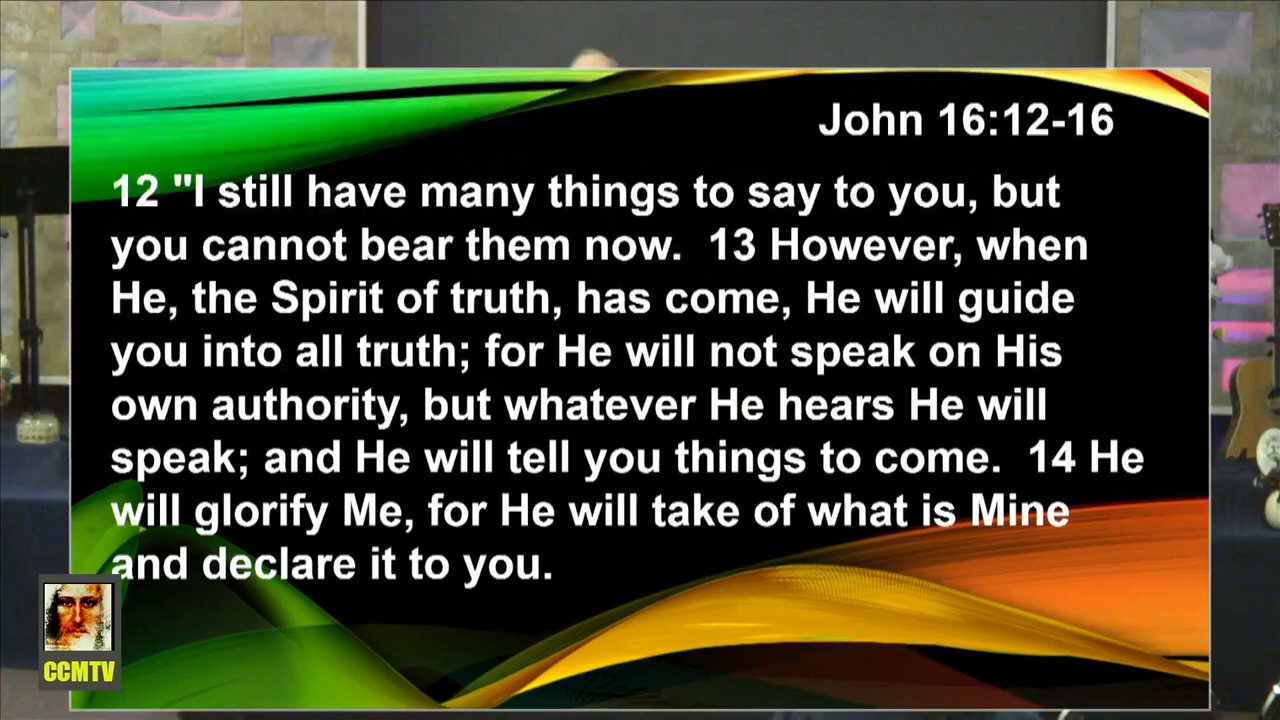 John 16:12-16
12 "I still have many things to say to you, but
you cannot bear them now.  13 However, when
He, the Spirit of truth, has come, He will guide
you into all truth; for He will not speak on His
own authority, but whatever He hears He will
speak; and He will tell you things to come.  14 He
will glorify Me, for He will take of what is Mine
and declare it to you.
CCMTV